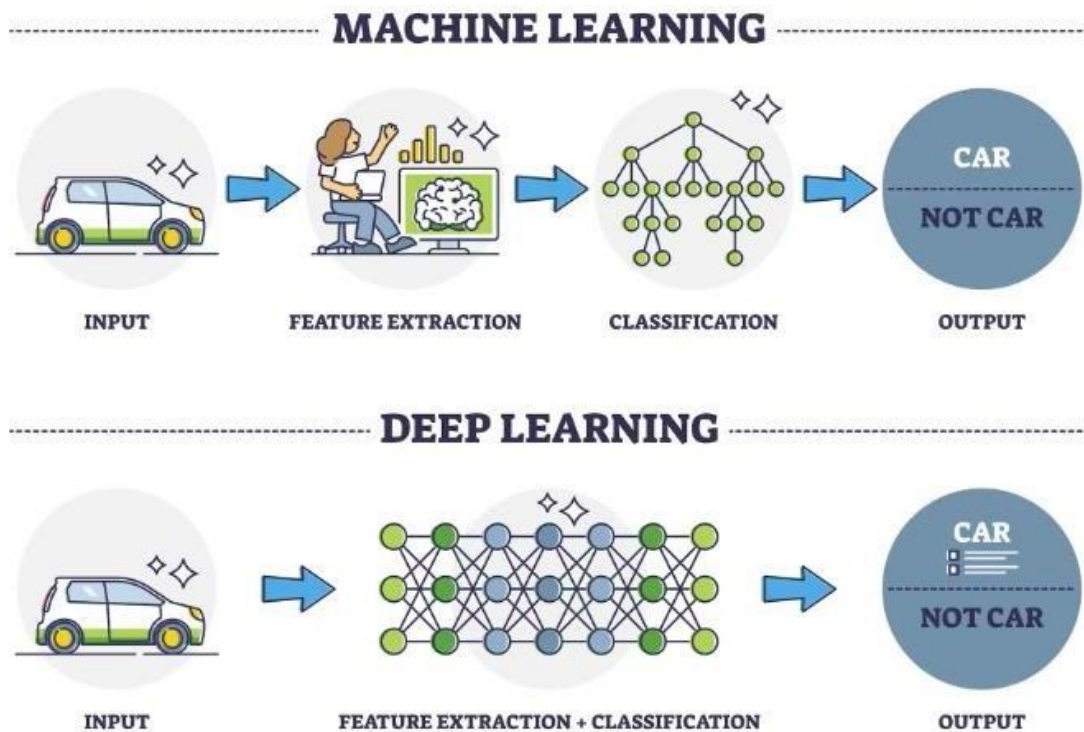 MACHINE LEARNING
CAR
NOT CAR
INPUT
FEATURE EXTRACTION
CLASSIFICATION
OUTPUT
DEEP LEARNING
CAR
NOT CAR
INPUT
FEATURE EXTRACTION + CLASSIFICATION
OUTPUT